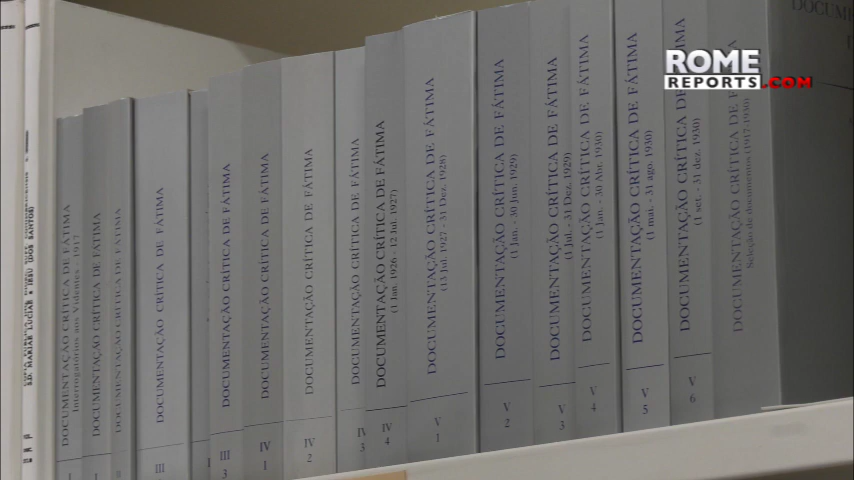 ROME
REPORTS.COM
DOCUMENTAÇÃO CRÍTICA DE FÁTIMA
Interrogatórios aos Videntes - 1917
I
DOCUMENTAÇÃO CRÍTICA DE FÁTIMA
I
DOCUMENTAÇÃO CRÍTICA DE FÁTIMA
II
DOCUMENTAÇÃO CRÍTICA DE FÁTIMA
III
DOCUMENTAÇÃO CRÍTICA DE FÁTIMA
III
3
DOCUMENTAÇÃO CRÍTICA DE FÁTIMA
IV
1
DOCUMENTAÇÃO CRÍTICA DE FÁTIMA
IV
2
DOCUMENTAÇÃO CRÍTICA DE FÁTIMA
IV
3
DOCUMENTAÇÃO CRÍTICA DE FÁTIMA
(1 Jan. 1926 - 12 Jul. 1927)
IV
4
DOCUMENTAÇÃO CRÍTICA DE FÁTIMA
(13 Jul. 1927 - 31 Dez. 1928)
V
1
DOCUMENTAÇÃO CRÍTICA DE FÁTIMA
(1 Jan. - 30 Jun. 1929)
V
2
DOCUMENTAÇÃO CRÍTICA DE FÁTIMA
(1 Jul. - 31 Dez. 1929)
V
3
DOCUMENTAÇÃO CRÍTICA DE FÁTIMA
(1 Jan. - 30 Abr. 1930)
V
4
DOCUMENTAÇÃO CRÍTICA DE FÁTIMA
(1 mai. - 31 ago. 1930)
V
5
DOCUMENTAÇÃO CRÍTICA DE FÁTIMA
(1 set. - 31 dez. 1930)
V
6
DOCUMENTAÇÃO CRÍTICA DE F
Seleção de documentos (1917-1930)
DOCUM